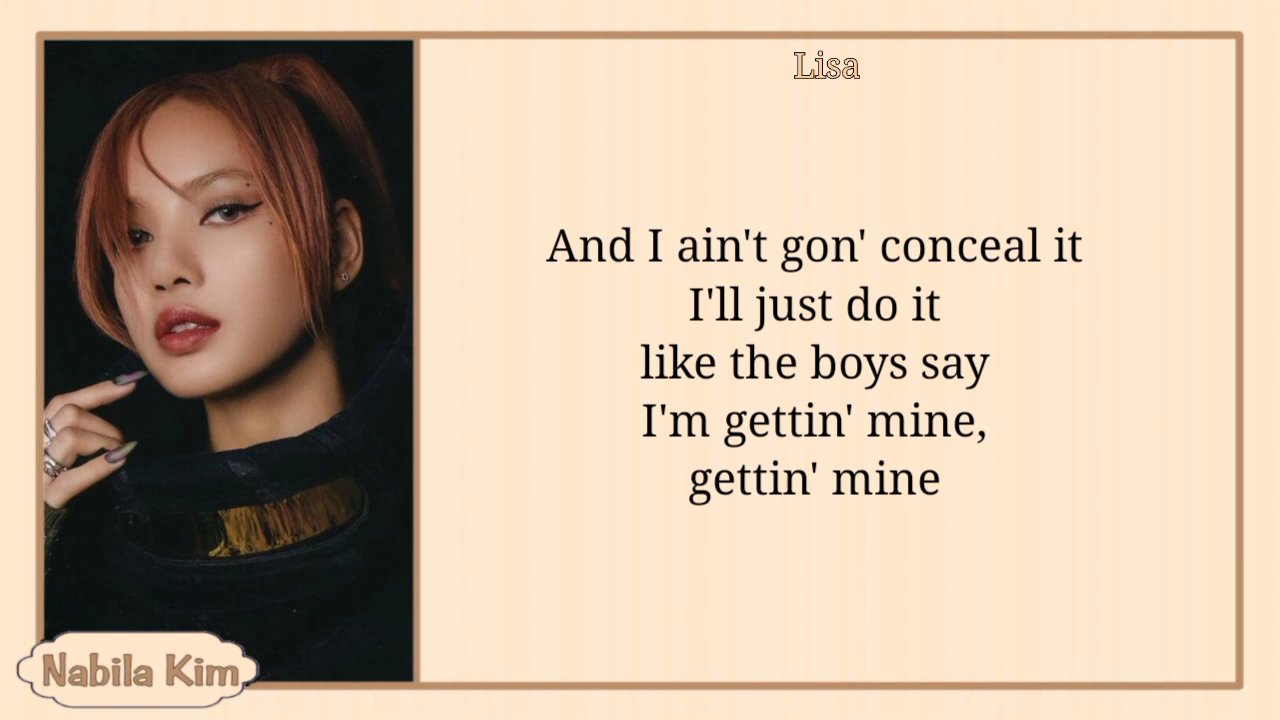 Lisa
And I ain't gon' conceal it
I'll just do it
like the boys say
I'm gettin' mine,
gettin' mine
Nabila Kim